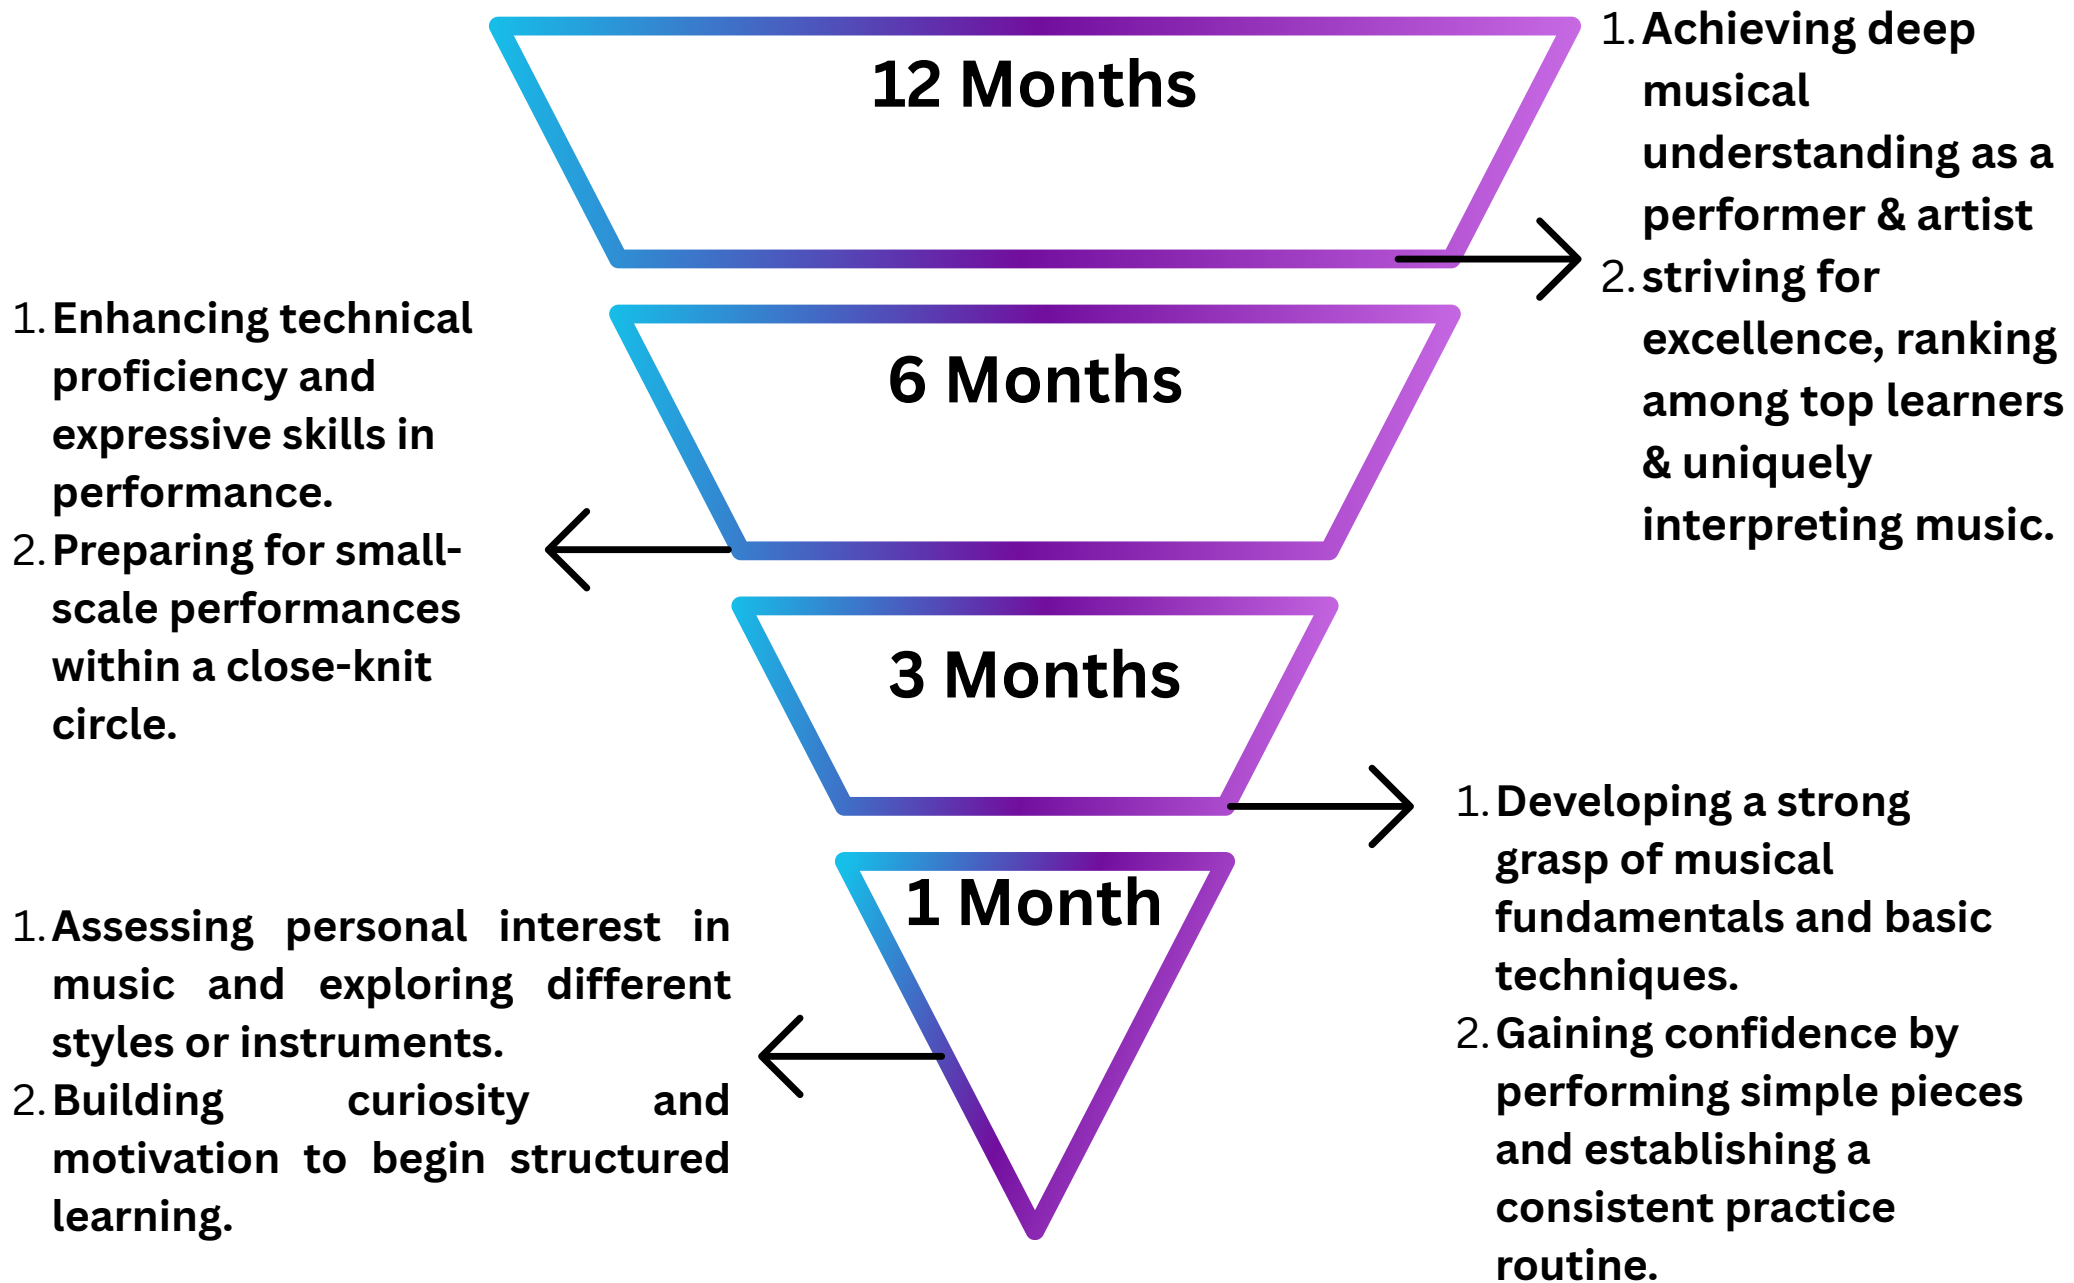 12 Months
1. Achieving deep
musical
understanding as a
performer & artist
2. striving for
excellence, ranking
among top learners
& uniquely
interpreting music.
6 Months
1. Enhancing technical
proficiency and
expressive skills in
performance.
2. Preparing for small-
scale performances
within a close-knit
circle.
3 Months
1. Developing a strong
grasp of musical
fundamentals and basic
techniques.
2. Gaining confidence by
performing simple pieces
and establishing a
consistent practice
routine.
1 Month
1. Assessing personal interest in
music and exploring different
styles or instruments.
2. Building curiosity and
motivation to begin structured
learning.